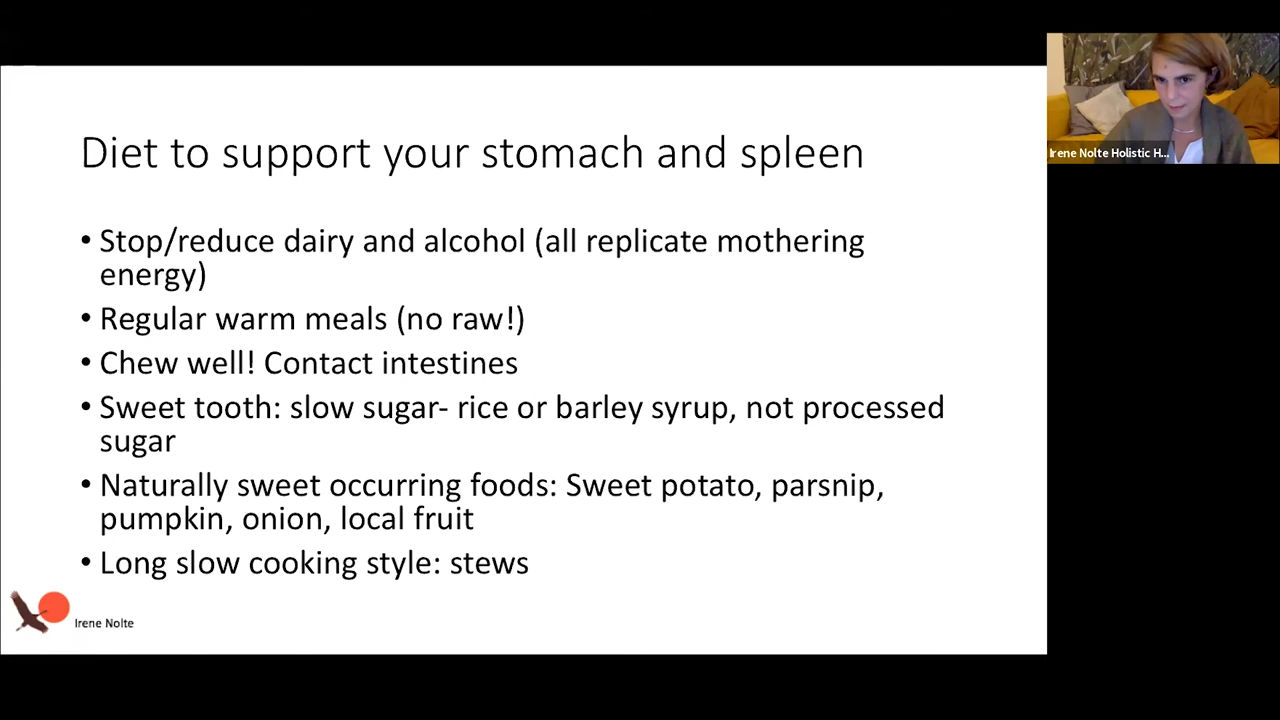 Diet to support your stomach and spleen
• Stop/reduce dairy and alcohol (all replicate mothering
energy)
• Regular warm meals (no raw!)
• Chew well! Contact intestines
• Sweet tooth: slow sugar- rice or barley syrup, not processed
sugar
• Naturally sweet occurring foods: Sweet potato, parsnip,
pumpkin, onion, local fruit
• Long slow cooking style: stews
Irene Nolte
Irene Nolte Holistic H...